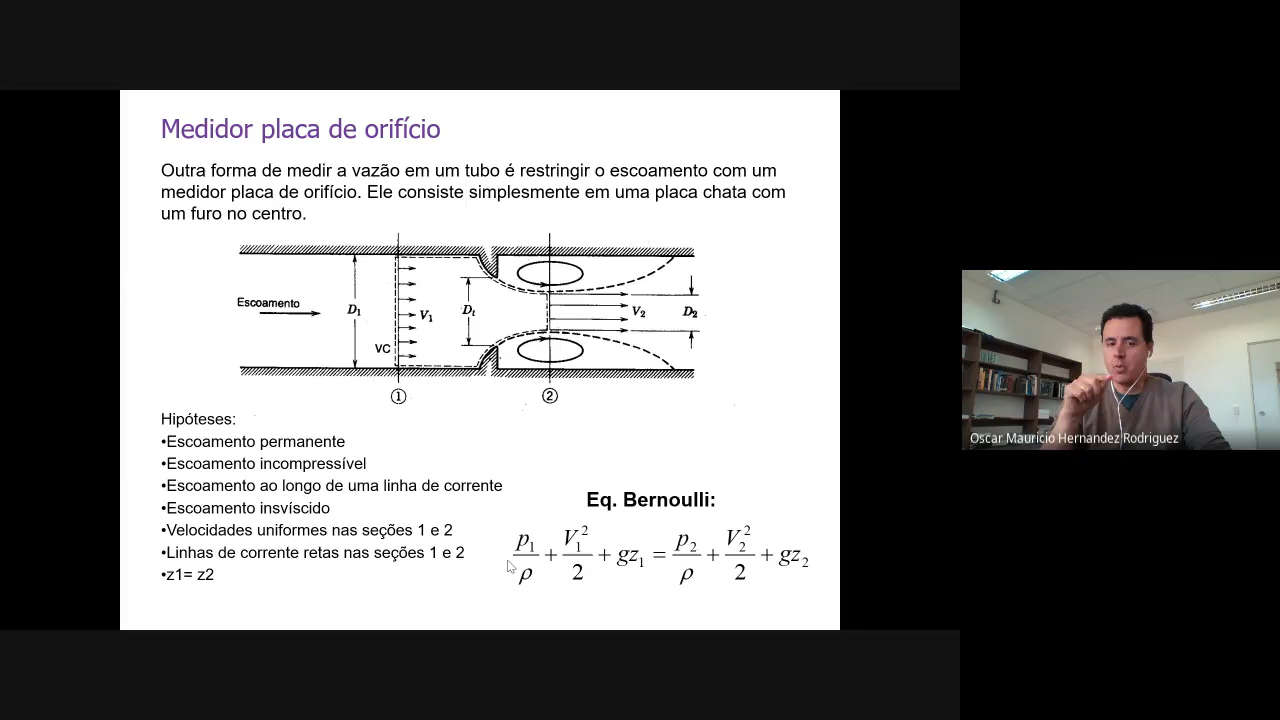 Medidor placa de orifício
Outra forma de medir a vazão em um tubo é restringir o escoamento com um
medidor placa de orifício. Ele consiste simplesmente em uma placa chata com
um furo no centro.
Escoamento
D1
VC
V1
Dt
V2
D2
①
②
Hipóteses:
•Escoamento permanente
•Escoamento incompressível
•Escoamento ao longo de uma linha de corrente
•Escoamento insvíscido
•Velocidades uniformes nas seções 1 e 2
•Linhas de corrente retas nas seções 1 e 2
•z1= z2
Eq. Bernoulli:
p₁/ρ + V₁²/2 + gz₁ = p₂/ρ + V₂²/2 + gz₂
Oscar Mauricio Hernandez Rodriguez